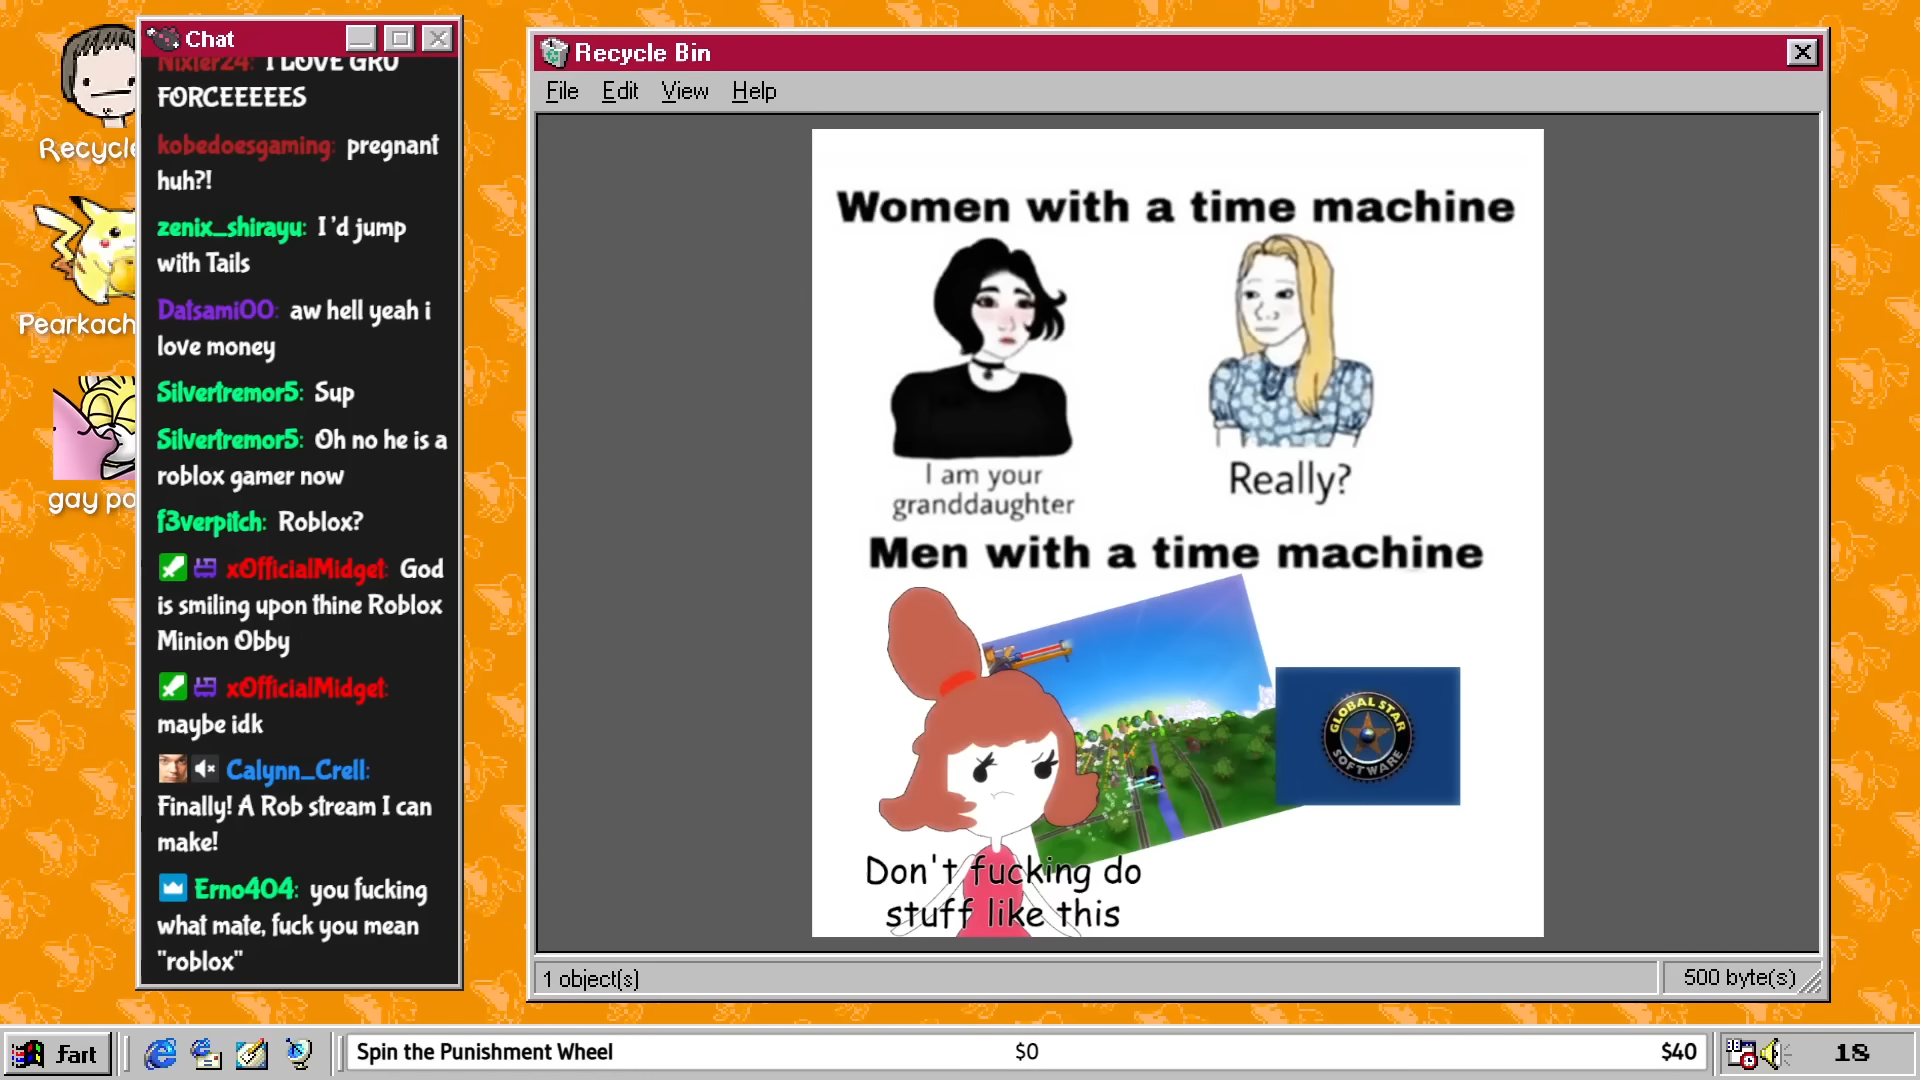 Chat
Nixler24: I LOVE GRU
FORCEEEEES
kobedoesgaming: pregnant
huh?!
zenix_shirayu: I'd jump
with Tails
Datsami00: aw hell yeah i
love money
Silvertremor5: Sup
Silvertremor5: Oh no he is a
roblox gamer now
f3verpitch: Roblox?
xOfficialMidget: God
is smiling upon thine Roblox
Minion Obby
xOfficialMidget:
maybe idk
Calynn_Crell:
Finally! A Rob stream I can
make!
Erno404: you fucking
what mate, fuck you mean
"roblox"
Recycle
Pearkach
gay po
Recycle Bin
File Edit View Help
Women with a time machine
I am your
granddaughter
Really?
Men with a time machine
GLOBAL STAR
SOFTWARE
Don't fucking do
stuff like this
1 object(s)
500 byte(s)
Fart
Spin the Punishment Wheel
$0
$40
18